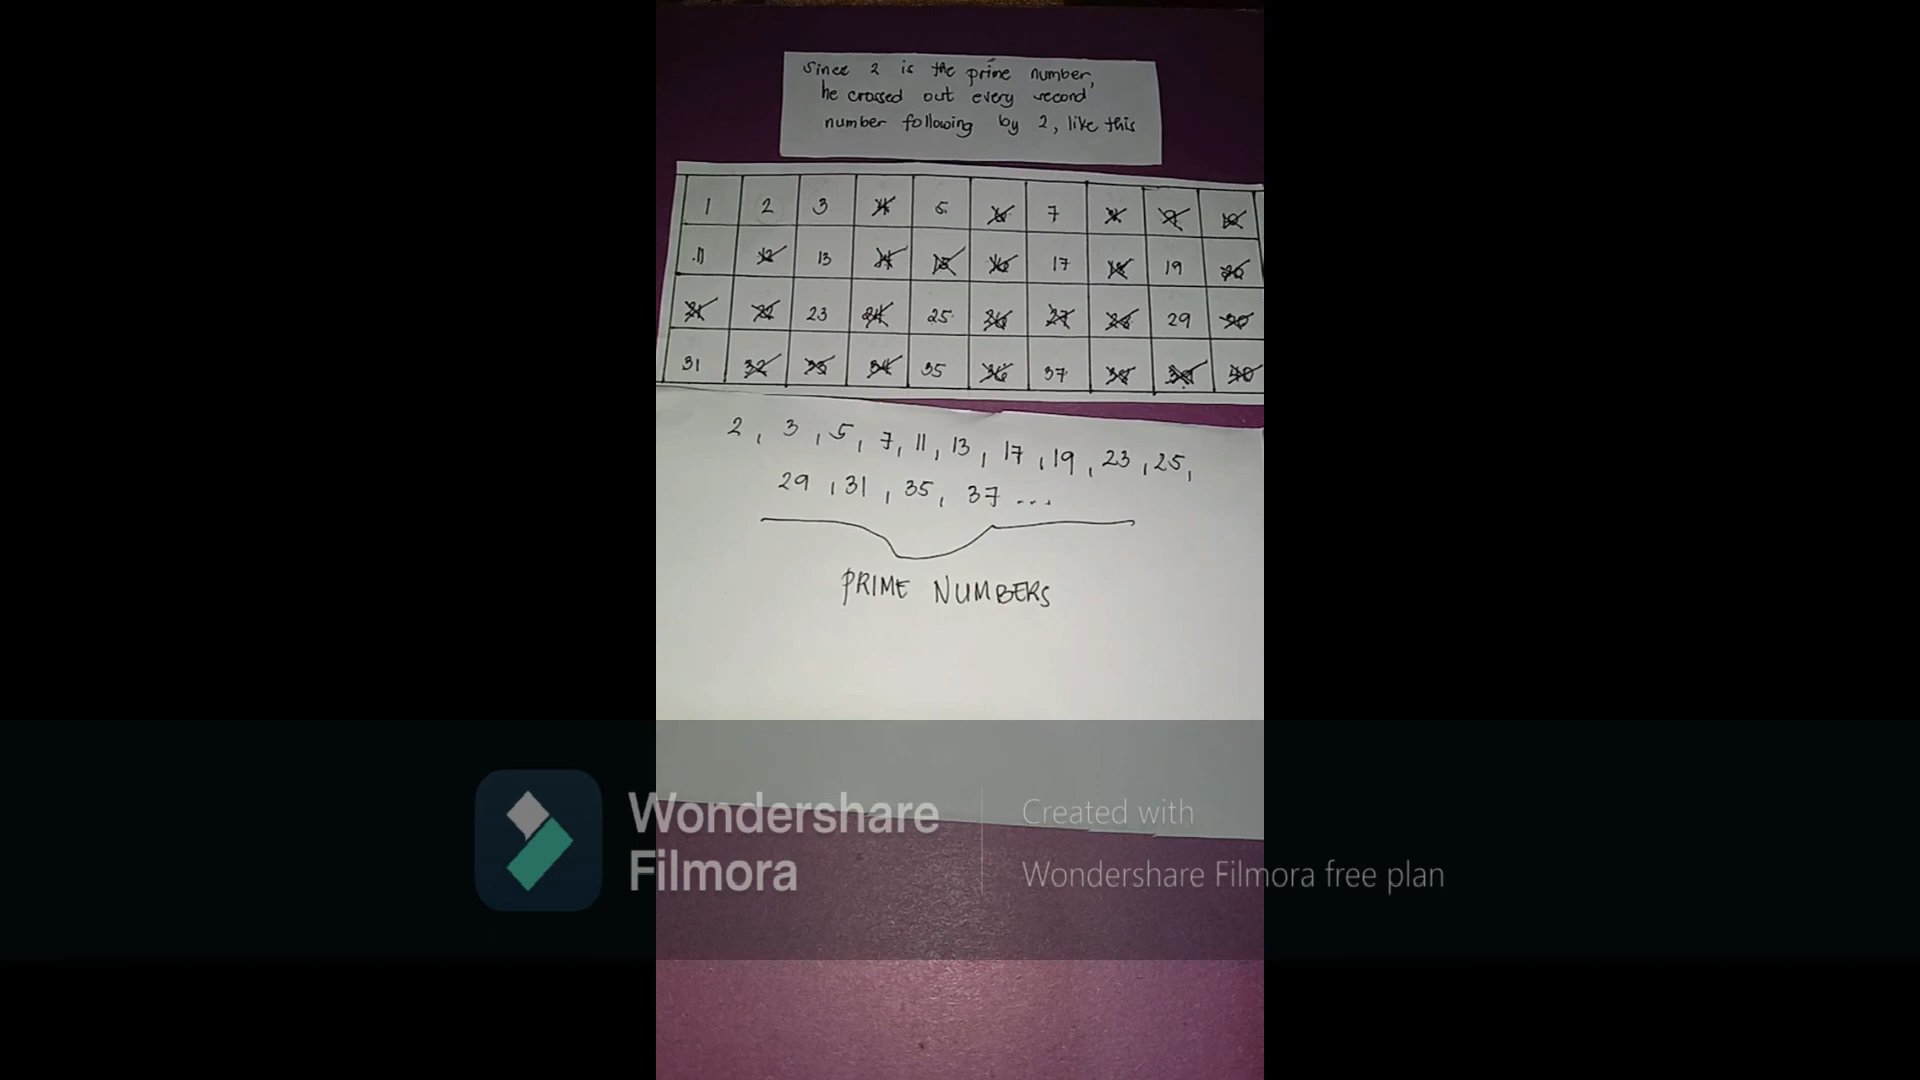 Since 2 is the prime number,
he crossed out every second
number following by 2, like this
1 2 3 4 5 6 7 8 9 10
11 12 13 14 15 16 17 18 19 20
21 22 23 24 25 26 27 28 29 30
31 32 33 34 35 36 37 38 39 40
2, 3, 5, 7, 11, 13, 17, 19, 23, 25,
29, 31, 35, 37 ...
PRIME NUMBERS
Wondershare
Filmora
Created with
Wondershare Filmora free plan